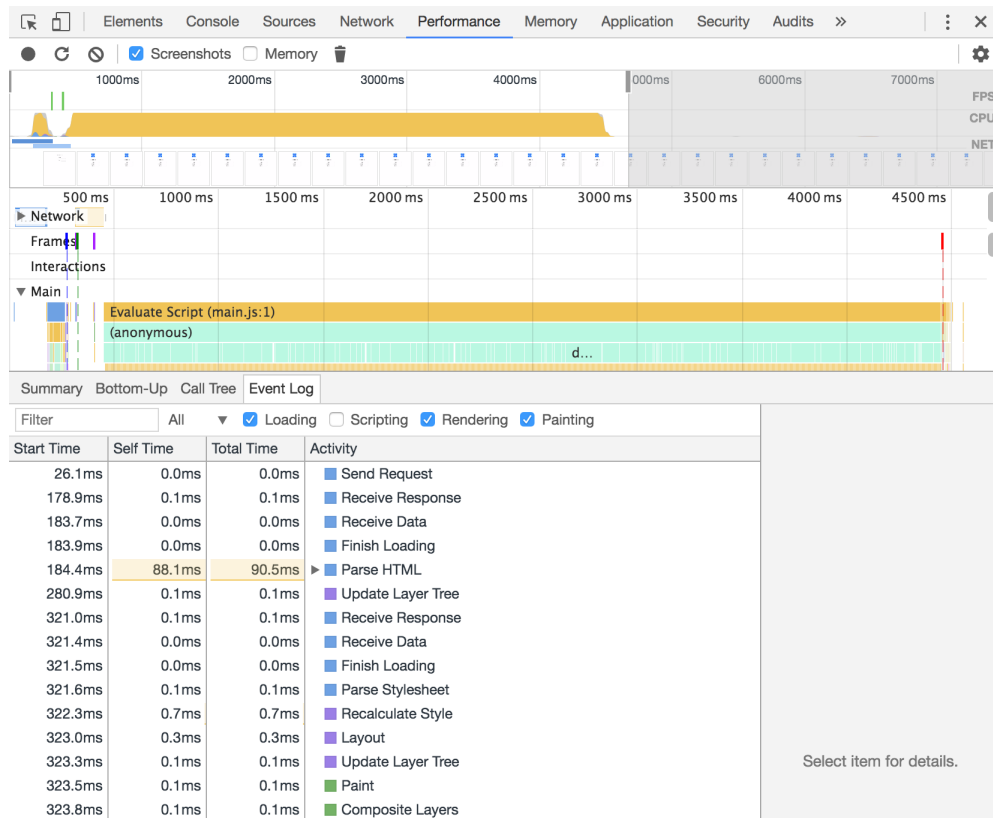 Elements Console Sources Network Performance Memory Application Security Audits »
Screenshots Memory
1000ms 2000ms 3000ms 4000ms 000ms 6000ms 7000ms
FPS
CPU
NET
500 ms 1000 ms 1500 ms 2000 ms 2500 ms 3000 ms 3500 ms 4000 ms 4500 ms
Network
Frames
Interactions
Main
Evaluate Script (main.js:1)
(anonymous)
d...
Summary Bottom-Up Call Tree Event Log
Filter All Loading Scripting Rendering Painting
Start Time Self Time Total Time Activity
26.1ms 0.0ms 0.0ms Send Request
178.9ms 0.1ms 0.1ms Receive Response
183.7ms 0.0ms 0.0ms Receive Data
183.9ms 0.0ms 0.0ms Finish Loading
184.4ms 88.1ms 90.5ms Parse HTML
280.9ms 0.1ms 0.1ms Update Layer Tree
321.0ms 0.1ms 0.1ms Receive Response
321.4ms 0.0ms 0.0ms Receive Data
321.5ms 0.0ms 0.0ms Finish Loading
321.6ms 0.1ms 0.1ms Parse Stylesheet
322.3ms 0.7ms 0.7ms Recalculate Style
323.0ms 0.3ms 0.3ms Layout
323.3ms 0.1ms 0.1ms Update Layer Tree
323.5ms 0.1ms 0.1ms Paint
323.8ms 0.1ms 0.1ms Composite Layers
Select item for details.